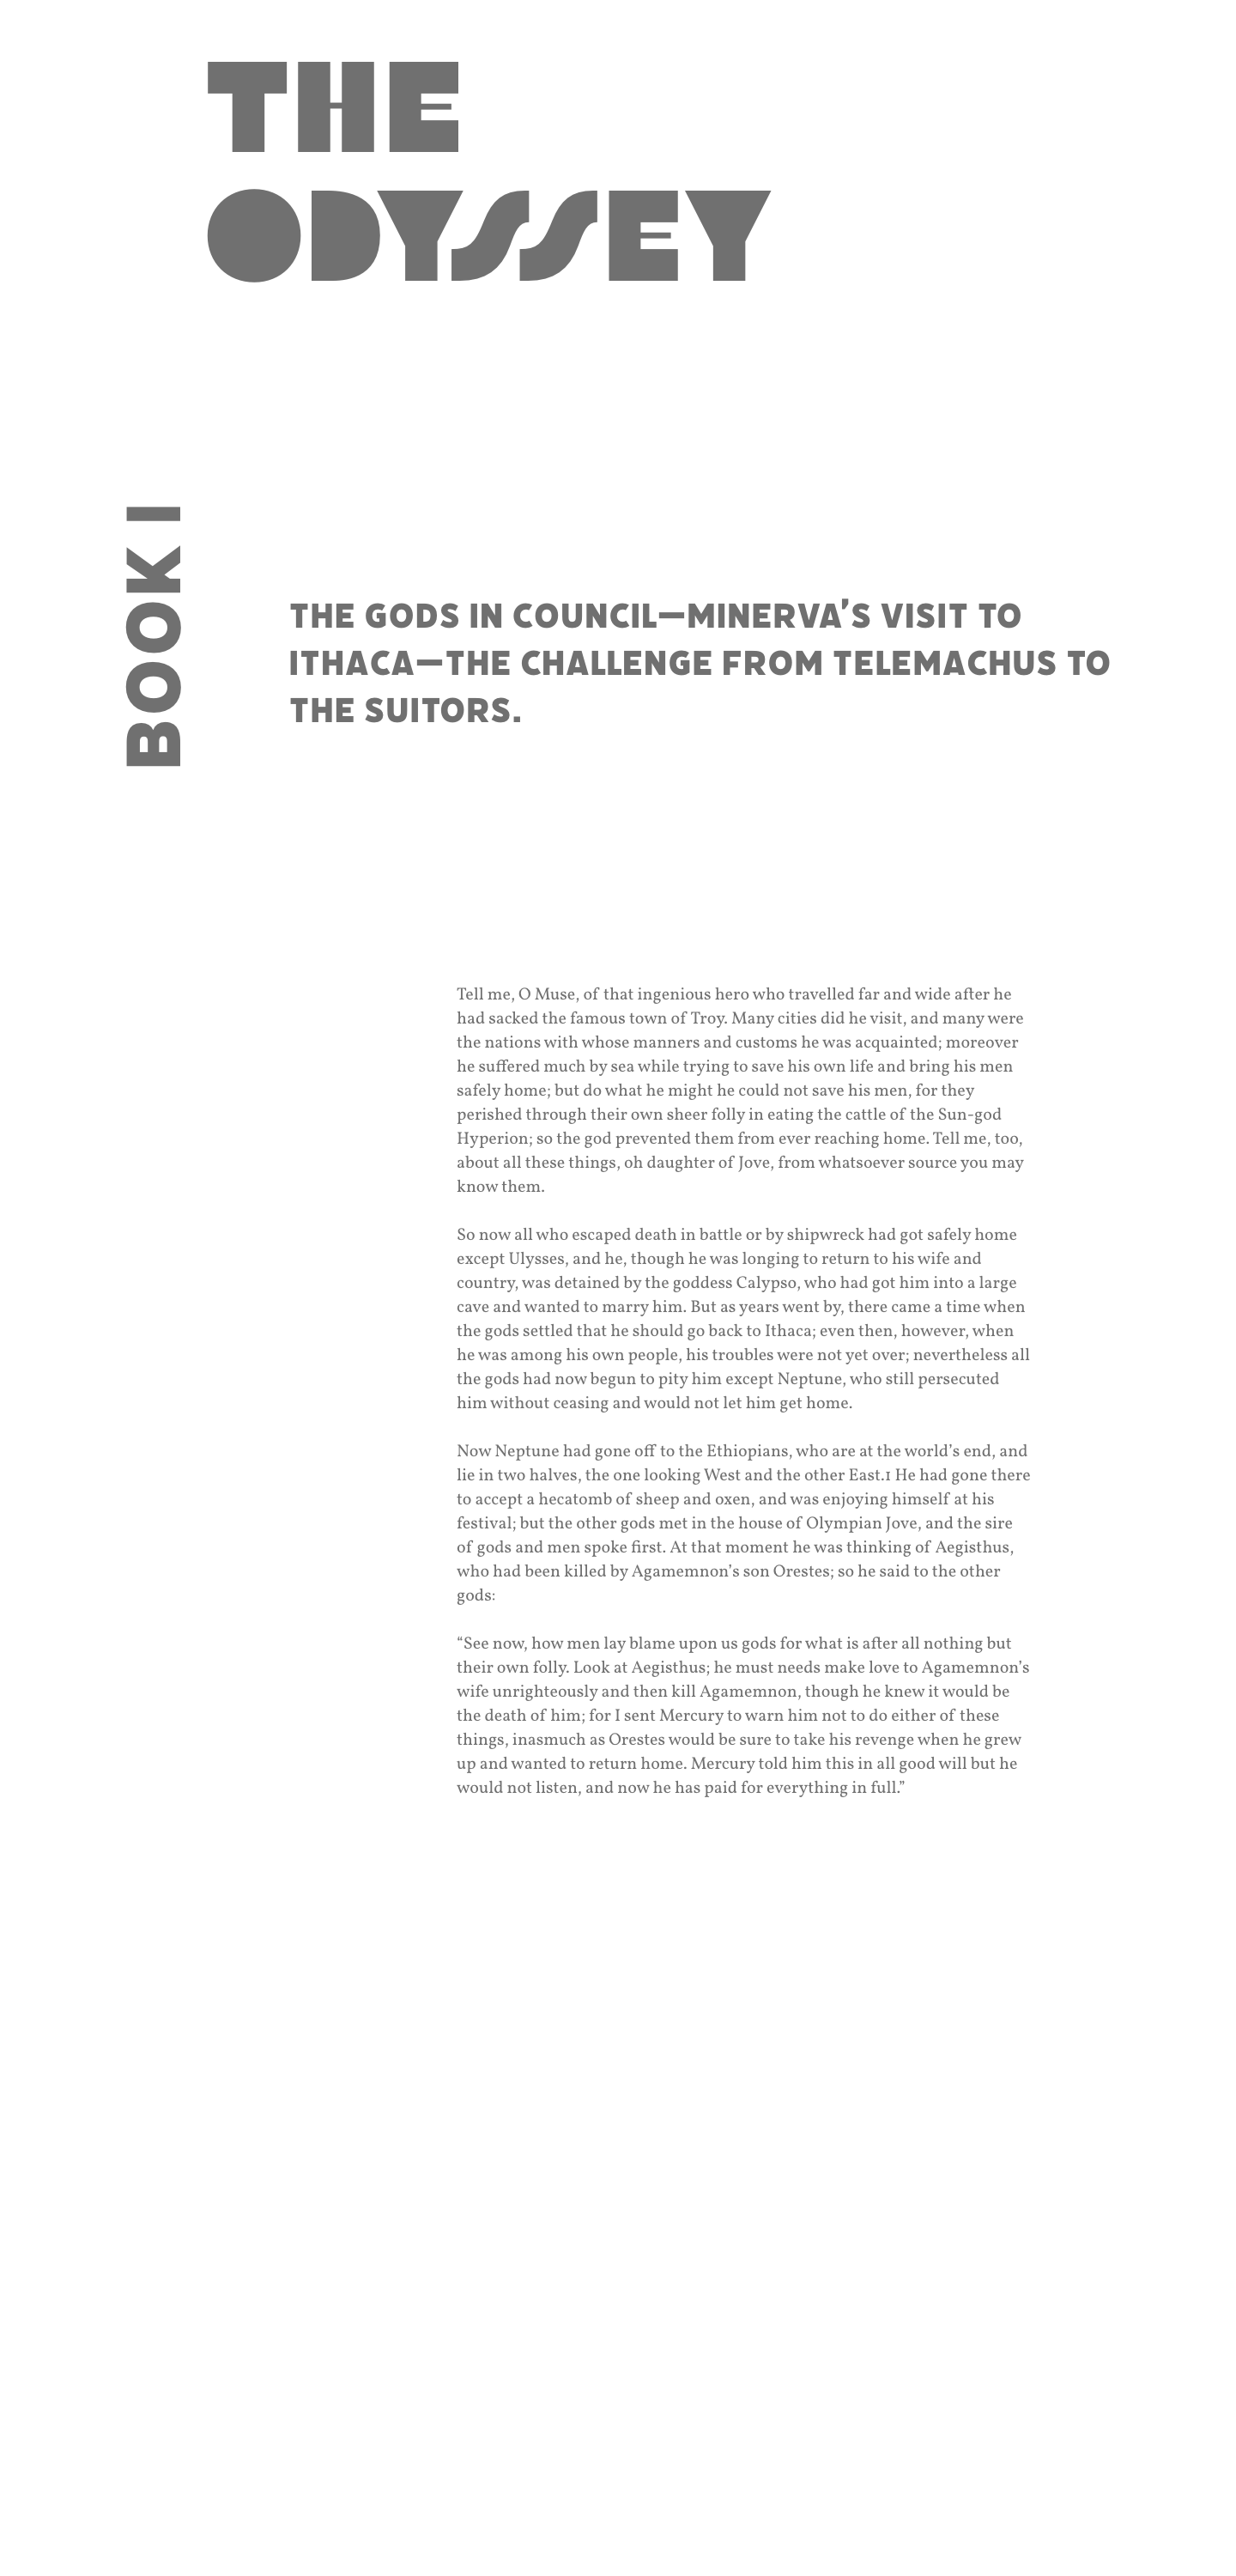 THE
ODYSSEY
BOOK I
THE GODS IN COUNCIL—MINERVA'S VISIT TO
ITHACA—THE CHALLENGE FROM TELEMACHUS TO
THE SUITORS.
Tell me, O Muse, of that ingenious hero who travelled far and wide after he
had sacked the famous town of Troy. Many cities did he visit, and many were
the nations with whose manners and customs he was acquainted; moreover
he suffered much by sea while trying to save his own life and bring his men
safely home; but do what he might he could not save his men, for they
perished through their own sheer folly in eating the cattle of the Sun-god
Hyperion; so the god prevented them from ever reaching home. Tell me, too,
about all these things, oh daughter of Jove, from whatsoever source you may
know them.
So now all who escaped death in battle or by shipwreck had got safely home
except Ulysses, and he, though he was longing to return to his wife and
country, was detained by the goddess Calypso, who had got him into a large
cave and wanted to marry him. But as years went by, there came a time when
the gods settled that he should go back to Ithaca; even then, however, when
he was among his own people, his troubles were not yet over; nevertheless all
the gods had now begun to pity him except Neptune, who still persecuted
him without ceasing and would not let him get home.
Now Neptune had gone off to the Ethiopians, who are at the world’s end, and
lie in two halves, the one looking West and the other East.1 He had gone there
to accept a hecatomb of sheep and oxen, and was enjoying himself at his
festival; but the other gods met in the house of Olympian Jove, and the sire
of gods and men spoke first. At that moment he was thinking of Aegisthus,
who had been killed by Agamemnon’s son Orestes; so he said to the other
gods:
“See now, how men lay blame upon us gods for what is after all nothing but
their own folly. Look at Aegisthus; he must needs make love to Agamemnon’s
wife unrighteously and then kill Agamemnon, though he knew it would be
the death of him; for I sent Mercury to warn him not to do either of these
things, inasmuch as Orestes would be sure to take his revenge when he grew
up and wanted to return home. Mercury told him this in all good will but he
would not listen, and now he has paid for everything in full.”